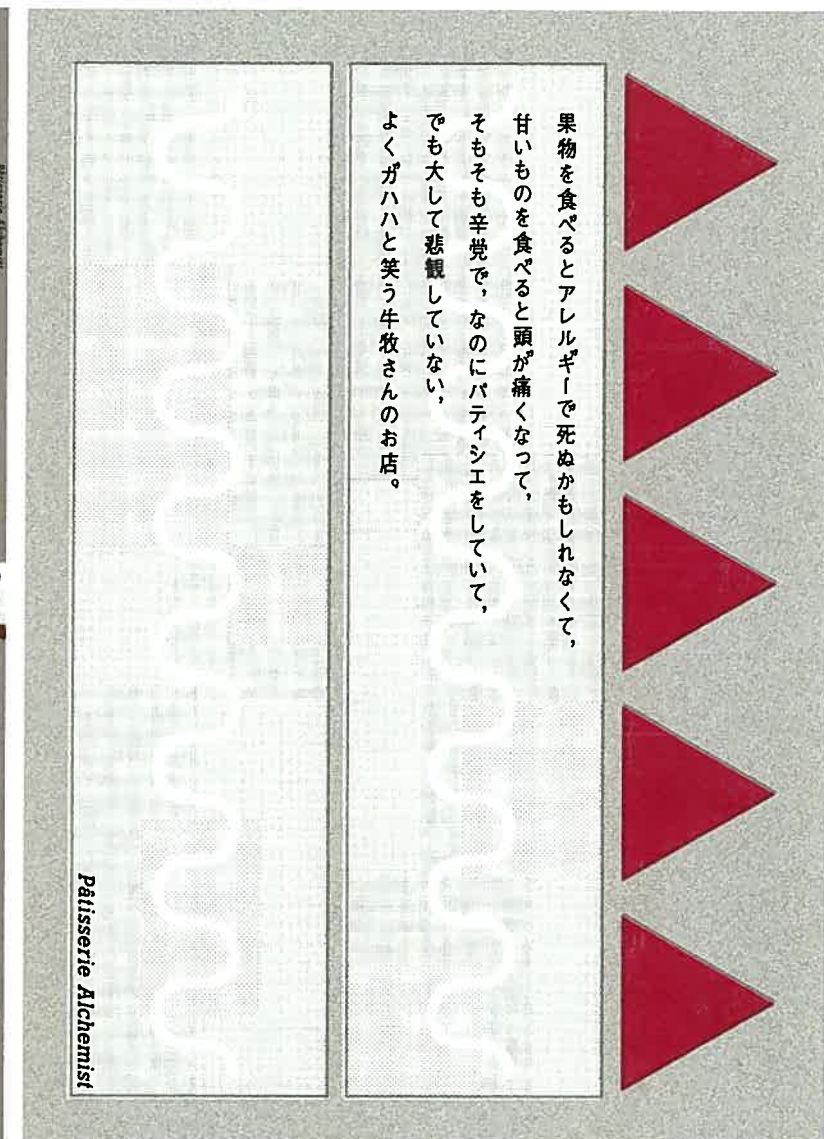 果物を食べるとアレルギーで死ぬかもしれなくて，
甘いものを食べると頭が痛くなって，
そもそも辛党で，なのにパティシエをしていて，
でも大して悲観していない，
よくガハハと笑う牛牧さんのお店。
Pâtisserie Alchemist